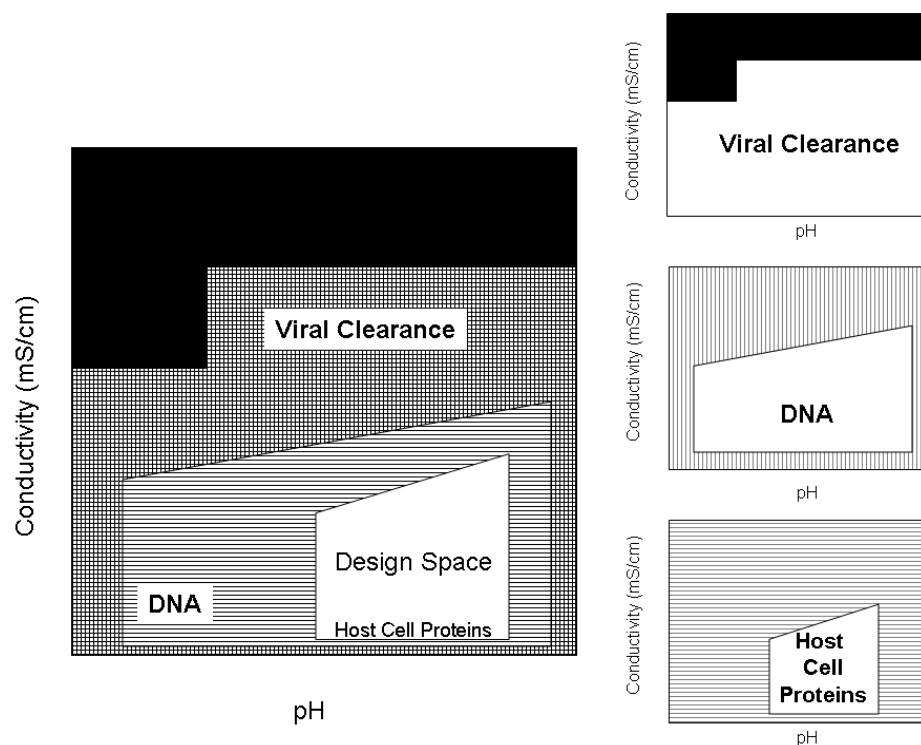 Conductivity (mS/cm)
Viral Clearance
Design Space
DNA
Host Cell Proteins
pH
Conductivity (mS/cm)
Viral Clearance
pH
Conductivity (mS/cm)
DNA
pH
Conductivity (mS/cm)
Host
Cell
Proteins
pH